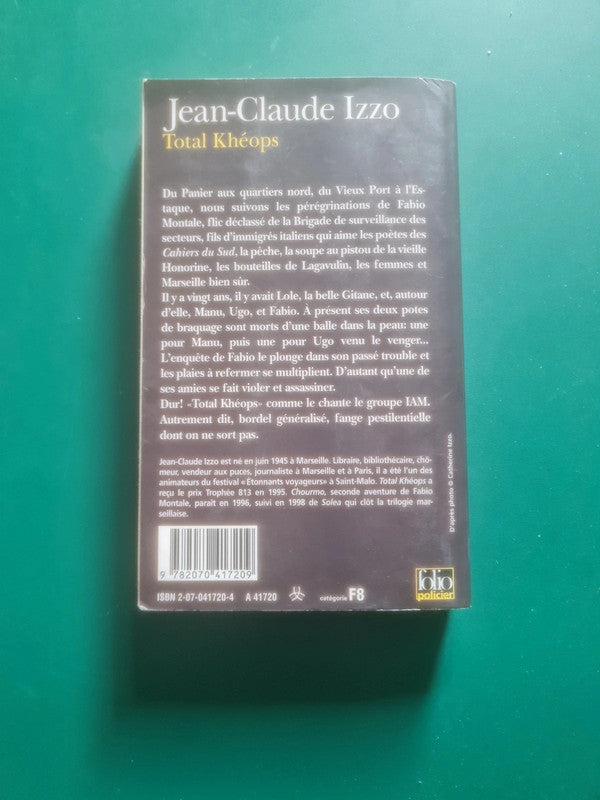 Jean-Claude Izzo
Total Khéops
Du Panier aux quartiers nord, du Vieux Port à l'Es-
taque, nous suivons les pérégrinations de Fabio
Montale, flic déclassé de la Brigade de surveillance des
secteurs, fils d'immigrés italiens qui aime les poètes des
Cahiers du Sud, la pêche, la soupe au pistou de la vieille
Honorine, les bouteilles de Lagavulin, les femmes et
Marseille bien sûr.
Il y a vingt ans, il y avait Lole, la belle Gitane, et, autour
d'elle, Manu, Ugo, et Fabio. À présent ses deux potes
de braquage sont morts d'une balle dans la peau: une
pour Manu, puis une pour Ugo venu le venger...
L'enquête de Fabio le plonge dans son passé trouble et
les plaies à refermer se multiplient. D'autant qu'une de
ses amies se fait violer et assassiner.
Dur! «Total Khéops» comme le chante le groupe IAM.
Autrement dit, bordel généralisé, fange pestilentielle
dont on ne sort pas.
Jean-Claude Izzo est né en juin 1945 à Marseille. Libraire, bibliothécaire, chô-
meur, vendeur aux puces, journaliste à Marseille et à Paris, il a été l'un des
animateurs du festival «Étonnants voyageurs» à Saint-Malo. Total Khéops a
reçu le prix Trophée 813 en 1995. Chourmo, seconde aventure de Fabio
Montale, paraît en 1996, suivi en 1998 de Solea qui clôt la trilogie mar-
seillaise.
D'après photo © Catherine Izzo.
9 782070 417209
ISBN 2-07-041720-4 A 41720 catégorie F8
folio
policier